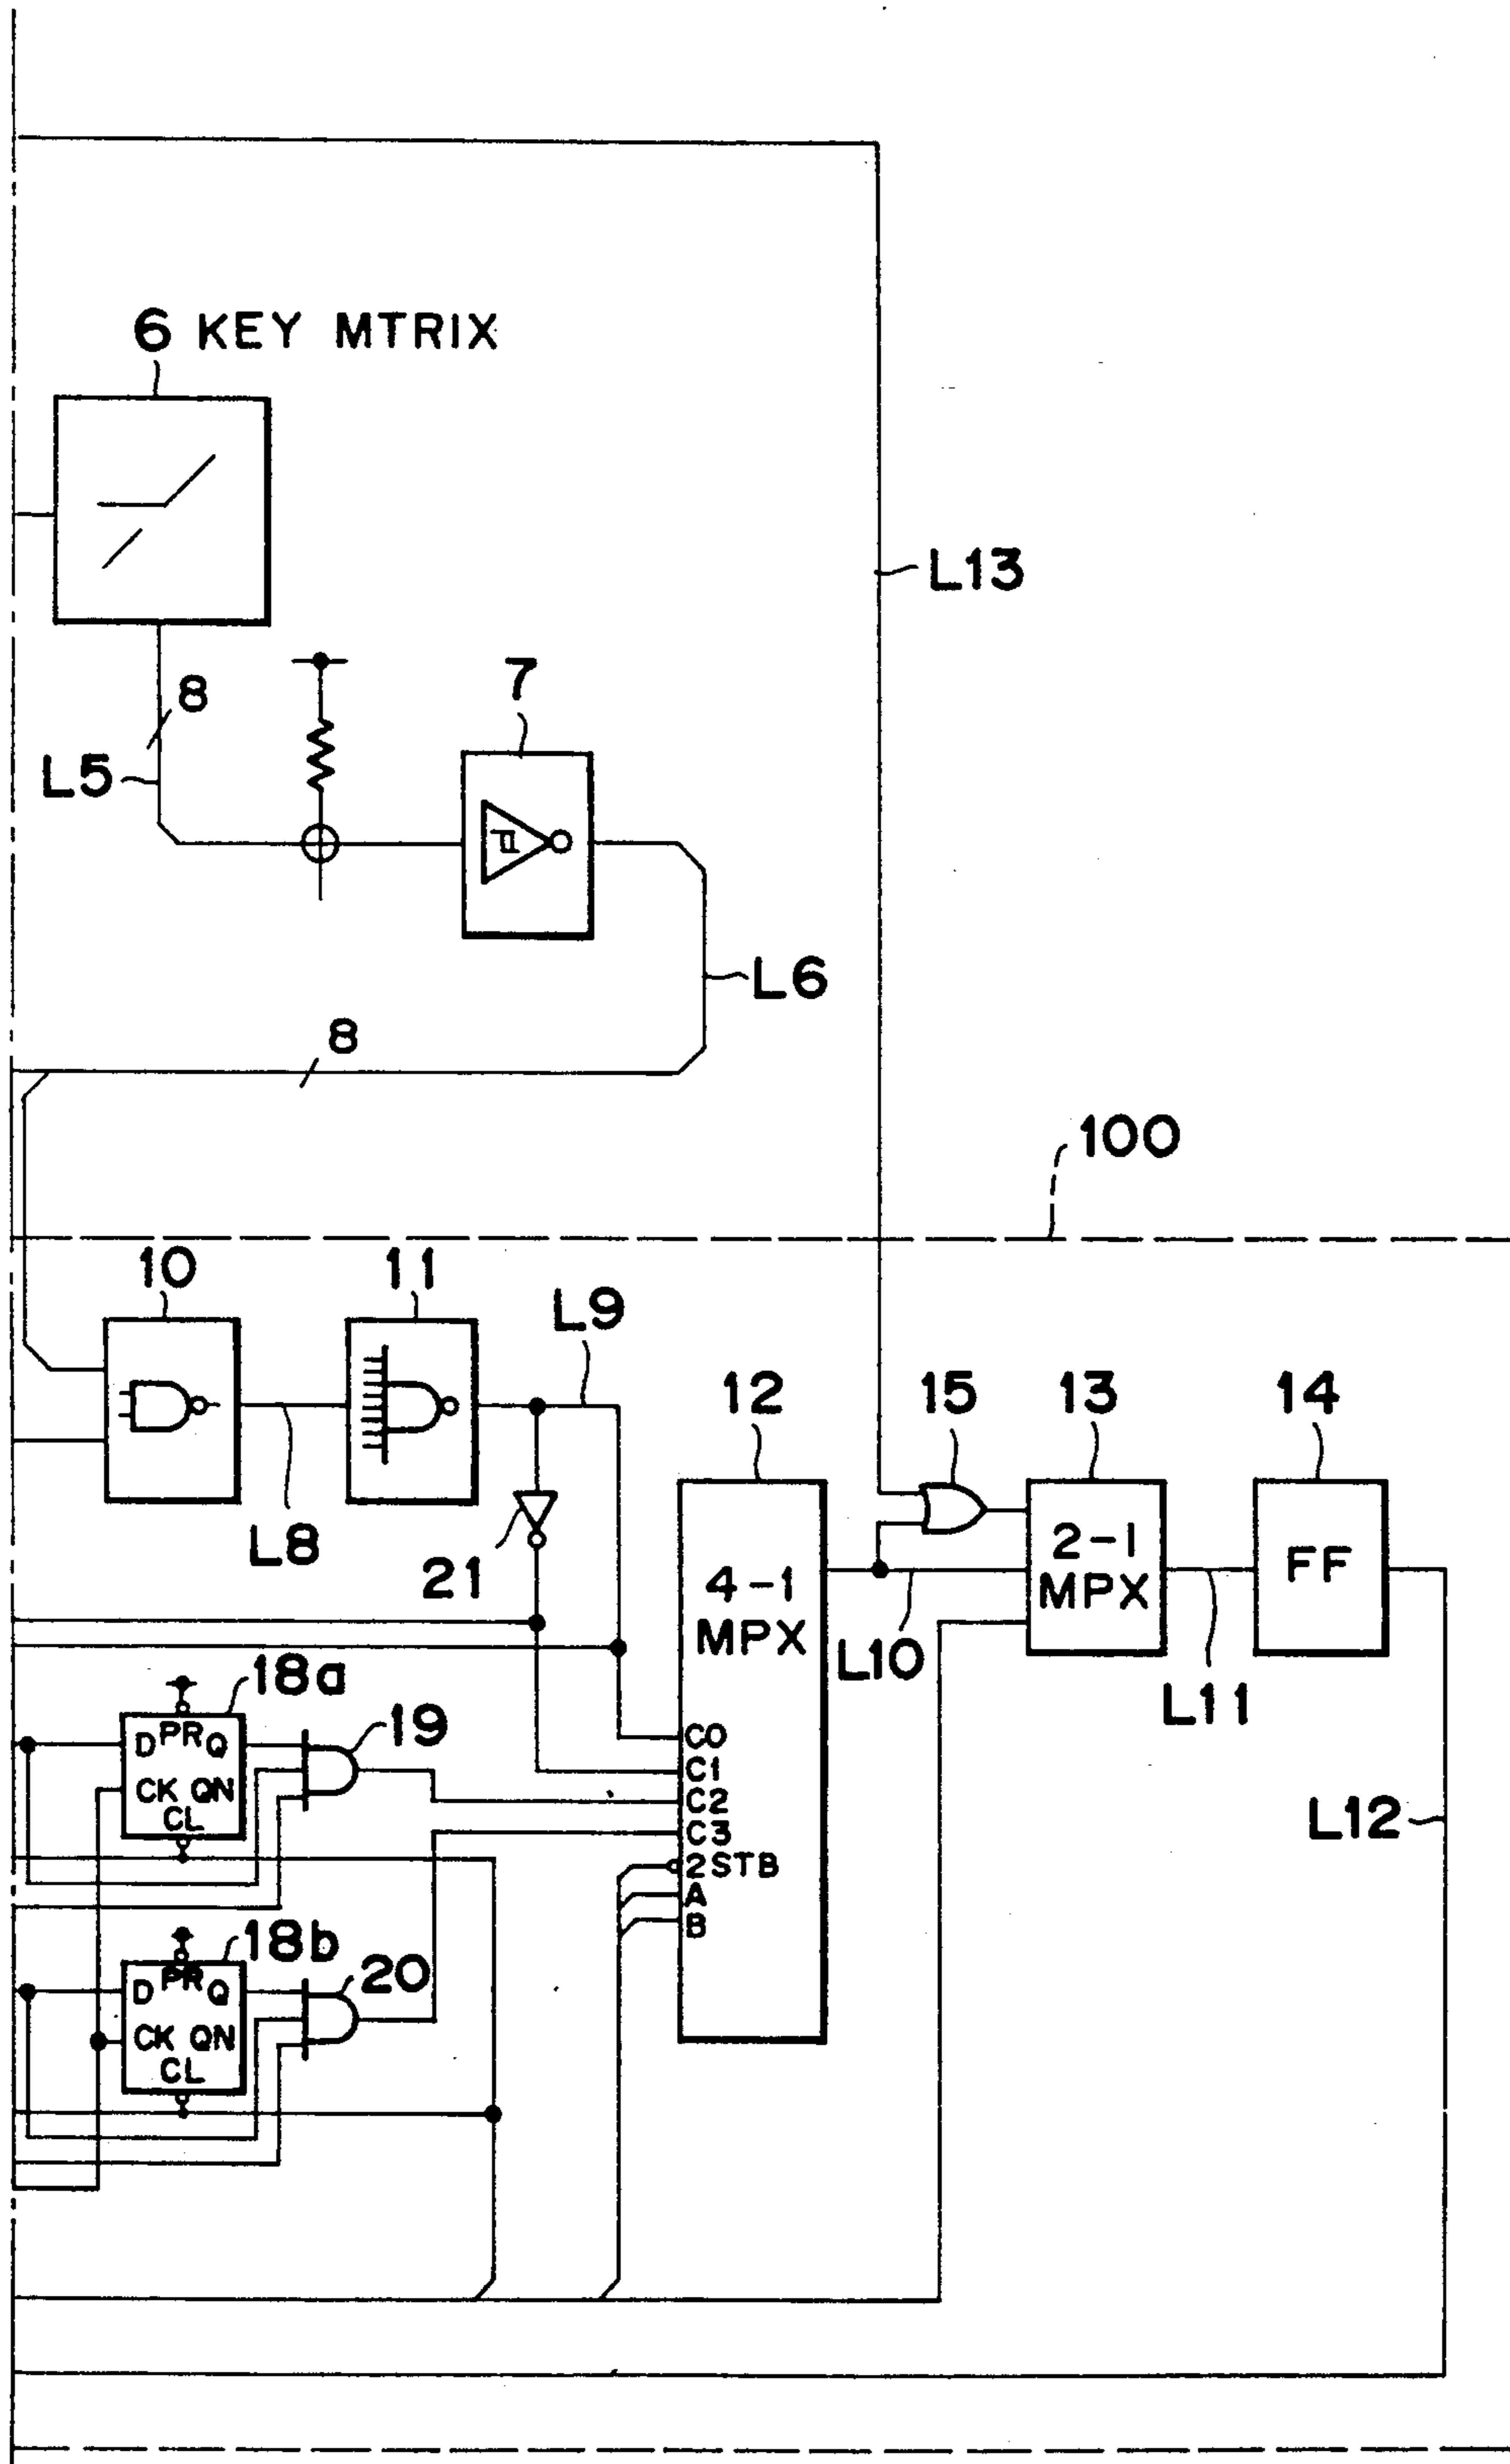 6 KEY MTRIX
L13
8
7
L5
L6
8
100
10
11
L9
12
15
13
14
L8
21
4-1
MPX
2-1
MPX
FF
L10
L11
18a
19
D PR Q
CK QN
CL
C0
C1
C2
C3
2STB
A
B
L12
18b
20
D PR Q
CK QN
CL